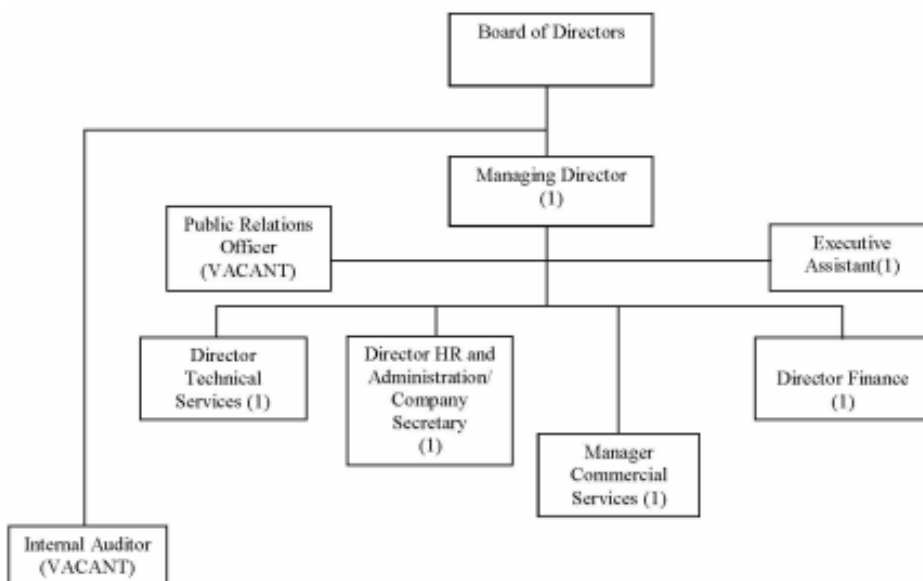 Board of Directors
Managing Director
(1)
Public Relations
Officer
(VACANT)
Executive
Assistant(1)
Director
Technical
Services (1)
Director HR and
Administration/
Company
Secretary
(1)
Manager
Commercial
Services (1)
Director Finance
(1)
Internal Auditor
(VACANT)